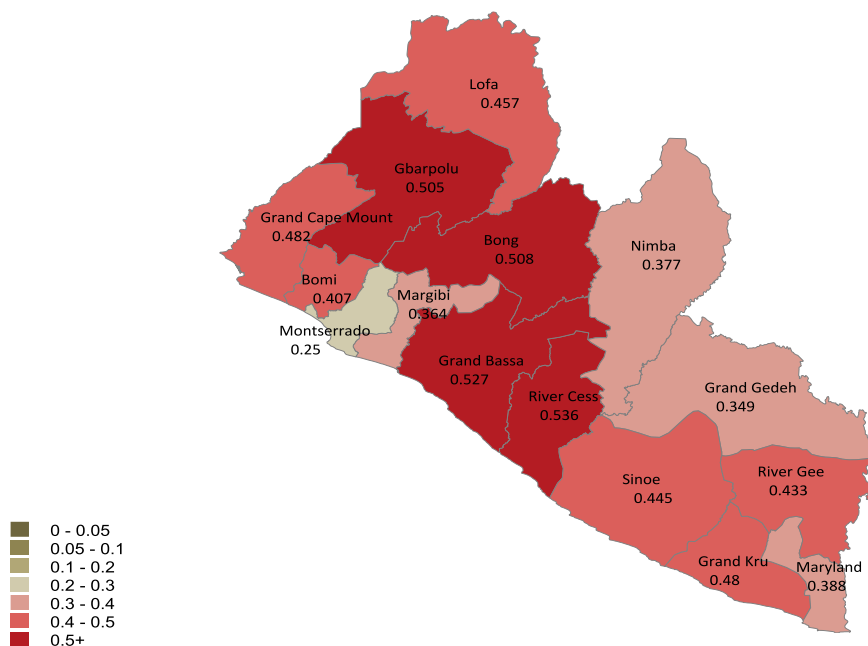 Lofa
0.457
Gbarpolu
0.505
Grand Cape Mount
0.482
Bong
0.508
Nimba
0.377
Bomi
0.407
Margibi
0.364
Montserrado
0.25
Grand Bassa
0.527
River Cess
0.536
Grand Gedeh
0.349
Sinoe
0.445
River Gee
0.433
Grand Kru
0.48
Maryland
0.388
0 - 0.05
0.05 - 0.1
0.1 - 0.2
0.2 - 0.3
0.3 - 0.4
0.4 - 0.5
0.5+